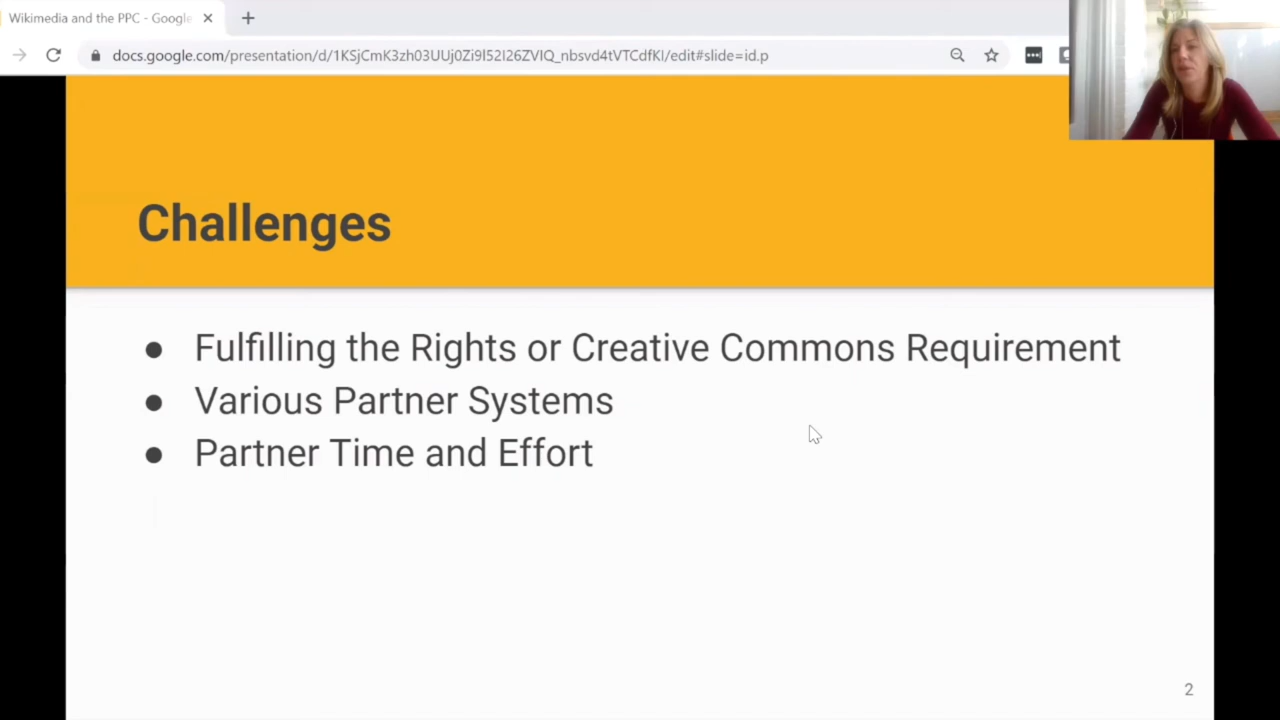 Wikimedia and the PPC - Google
docs.google.com/presentation/d/1KSjCmK3zh03UUj0Zi9l52I26ZVIQ_nbsvd4tVTCdfKI/edit#slide=id.p
Challenges
● Fulfilling the Rights or Creative Commons Requirement
● Various Partner Systems
● Partner Time and Effort
2